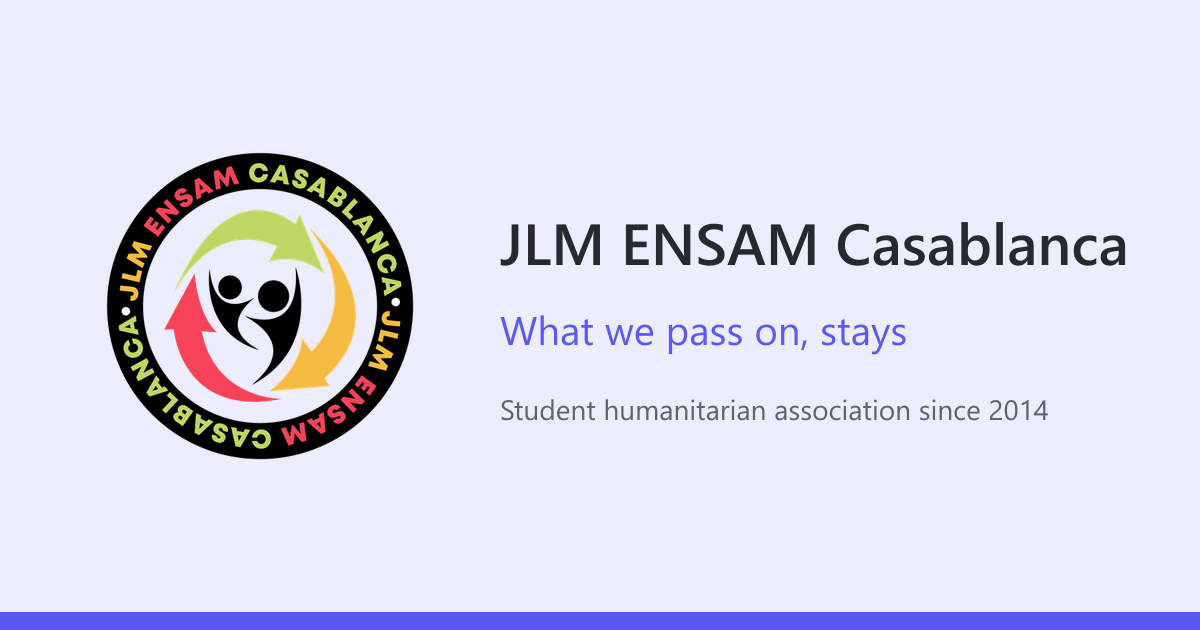 JLM ENSAM CASABLANCA • JLM ENSAM CASABLANCA •
JLM ENSAM Casablanca
What we pass on, stays
Student humanitarian association since 2014